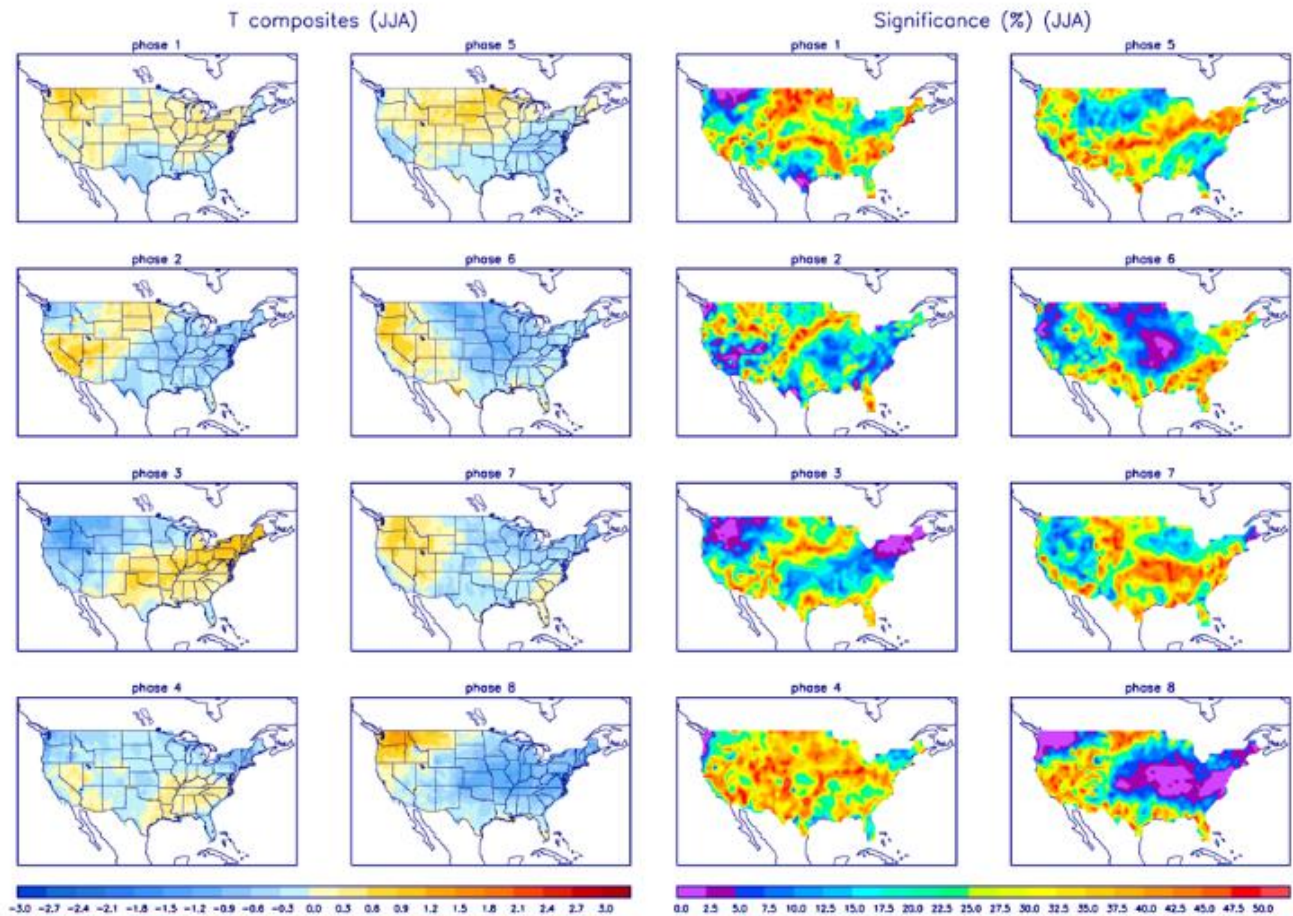 T composites (JJA) Significance (%) (JJA)
phase 1 phase 5 phase 1 phase 5
phase 2 phase 6 phase 2 phase 6
phase 3 phase 7 phase 3 phase 7
phase 4 phase 8 phase 4 phase 8
-3.0 -2.7 -2.4 -2.1 -1.8 -1.5 -1.2 -0.9 -0.6 -0.3 0.0 0.3 0.6 0.9 1.2 1.5 1.8 2.1 2.4 2.7 3.0 0.0 2.5 5.0 7.5 10.0 12.5 15.0 17.5 20.0 22.5 25.0 27.5 30.0 32.5 35.0 37.5 40.0 42.5 45.0 47.5 50.0